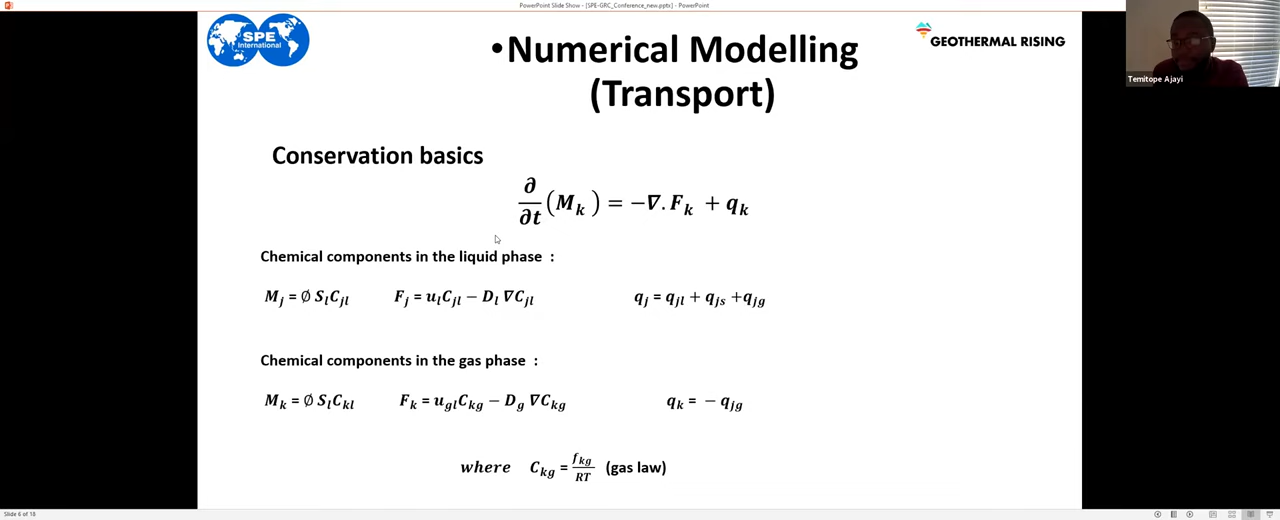 PowerPoint Slide Show - [SPE-GRC_Conference_new.pptx] - PowerPoint
SPE
International
•Numerical Modelling
(Transport)
GEOTHERMAL RISING
Temitope Ajayi
Conservation basics
∂/∂t (M_k) = −∇. F_k + q_k
Chemical components in the liquid phase :
M_j = ∅ S_l C_jl F_j = u_l C_jl − D_l ∇C_jl q_j = q_jl + q_js + q_jg
Chemical components in the gas phase :
M_k = ∅ S_l C_kl F_k = u_gl C_kg − D_g ∇C_kg q_k = − q_jg
where C_kg = f_kg/RT (gas law)
Slide 6 of 18